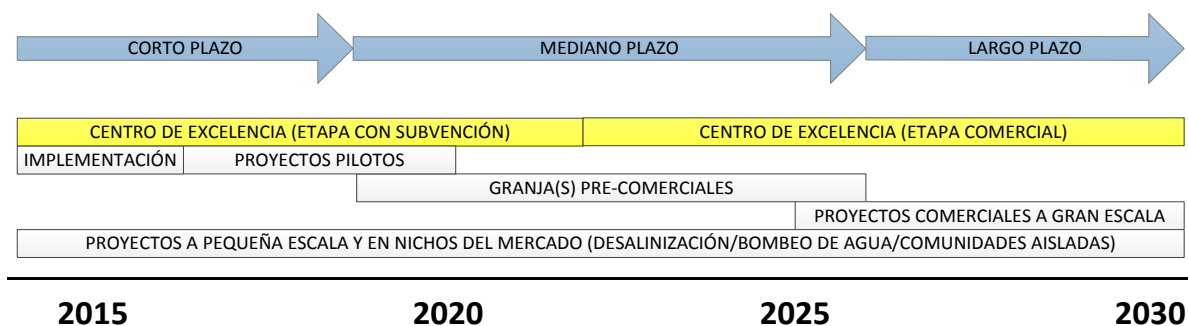 CORTO PLAZO
MEDIANO PLAZO
LARGO PLAZO
CENTRO DE EXCELENCIA (ETAPA CON SUBVENCIÓN)
CENTRO DE EXCELENCIA (ETAPA COMERCIAL)
IMPLEMENTACIÓN
PROYECTOS PILOTOS
GRANJA(S) PRE-COMERCIALES
PROYECTOS COMERCIALES A GRAN ESCALA
PROYECTOS A PEQUEÑA ESCALA Y EN NICHOS DEL MERCADO (DESALINIZACIÓN/BOMBEO DE AGUA/COMUNIDADES AISLADAS)
2015
2020
2025
2030